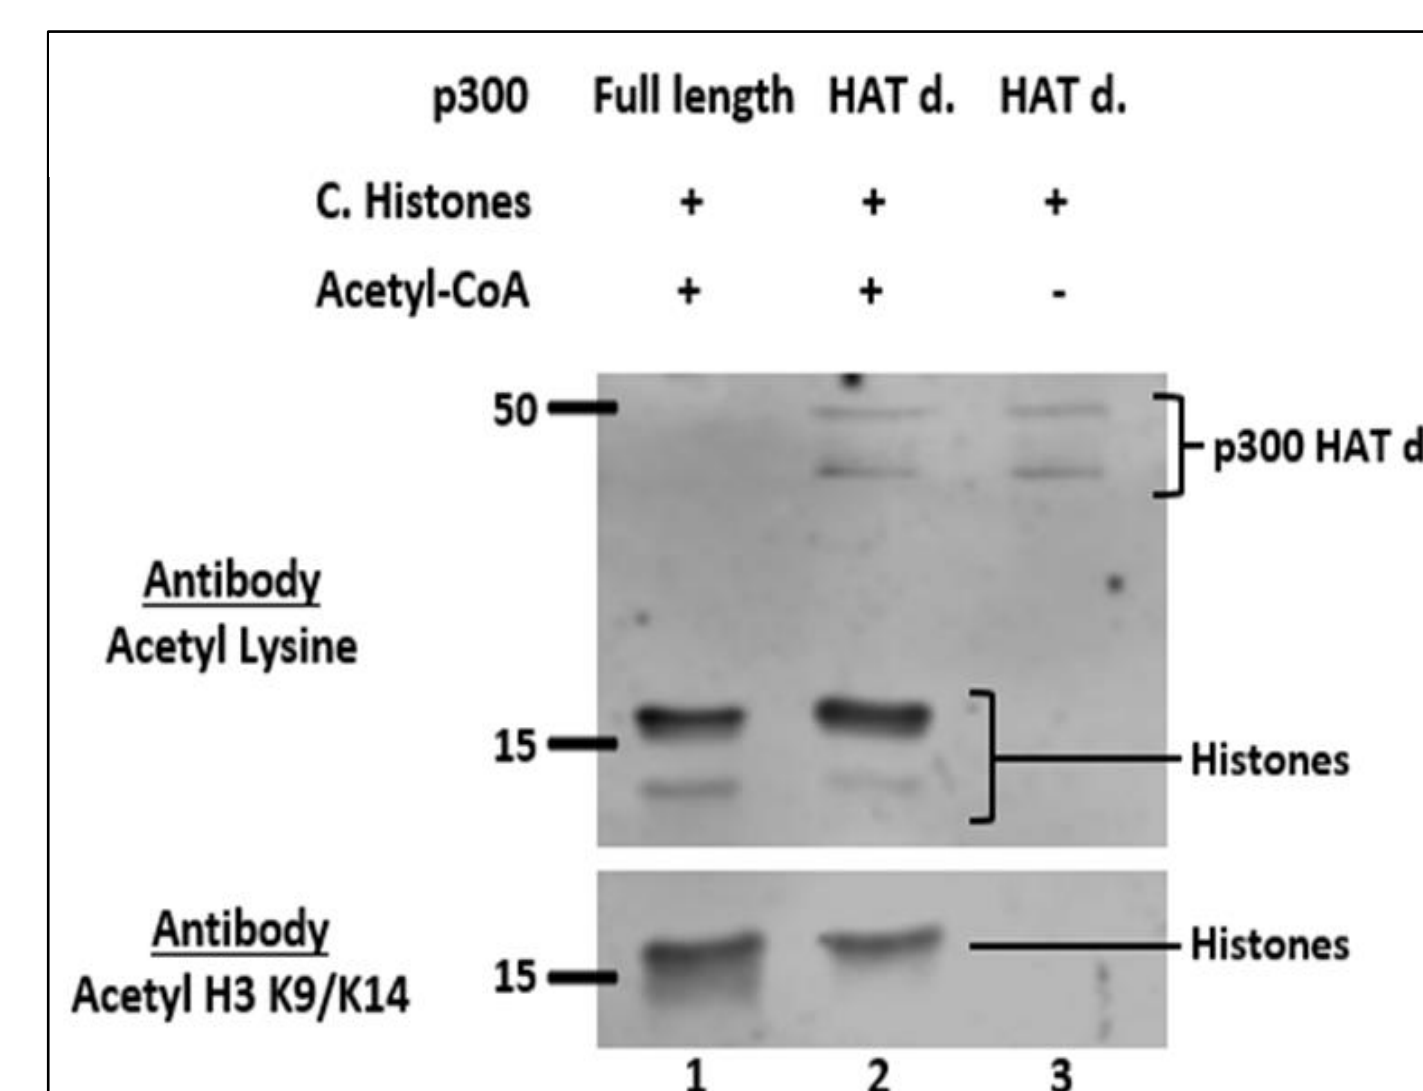 p300 Full length HAT d. HAT d.
C. Histones + + +
Acetyl-CoA + + -
50
p300 HAT d
Antibody
Acetyl Lysine
15
Histones
Antibody
Acetyl H3 K9/K14
Histones
15
1 2 3